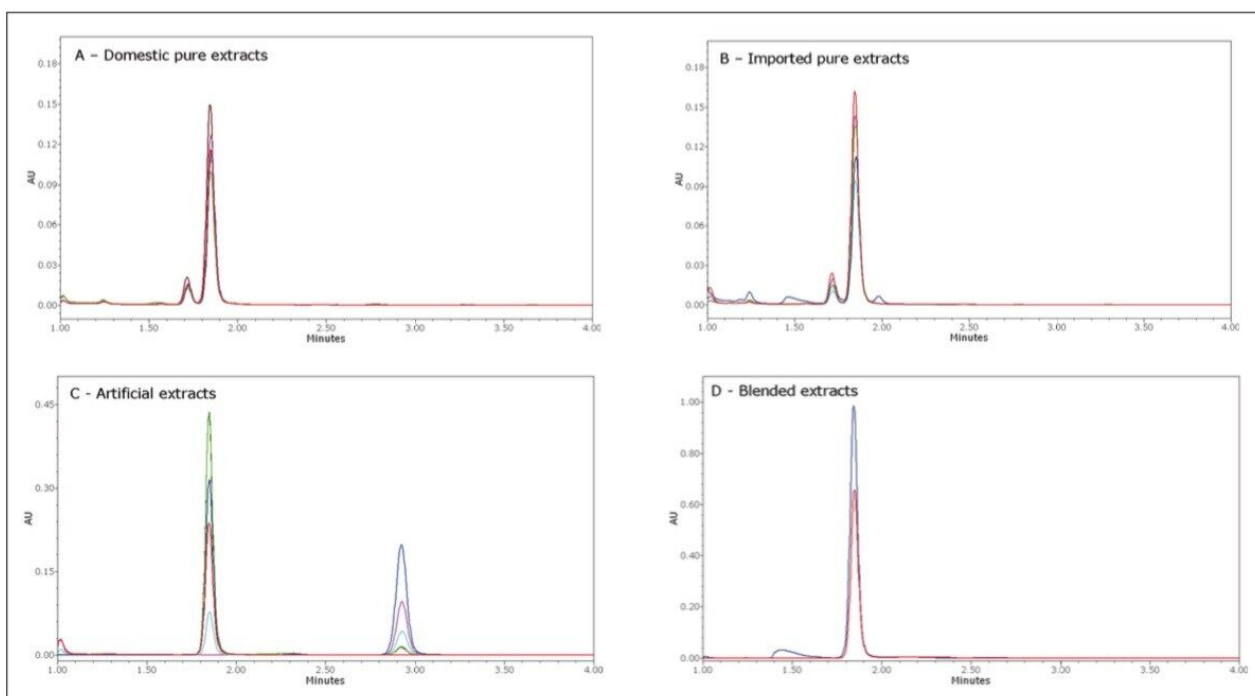 A – Domestic pure extracts
0.18
0.15
0.12
0.09
0.06
0.03
0.00
AU
1.00 1.50 2.00 2.50 3.00 3.50 4.00
Minutes
B – Imported pure extracts
0.18
0.15
0.12
0.09
0.06
0.03
0.00
AU
1.00 1.50 2.00 2.50 3.00 3.50 4.00
Minutes
C - Artificial extracts
0.45
0.30
0.15
0.00
AU
1.00 1.50 2.00 2.50 3.00 3.50 4.00
Minutes
D - Blended extracts
1.00
0.80
0.60
0.40
0.20
0.00
AU
1.00 1.50 2.00 2.50 3.00 3.50 4.00
Minutes